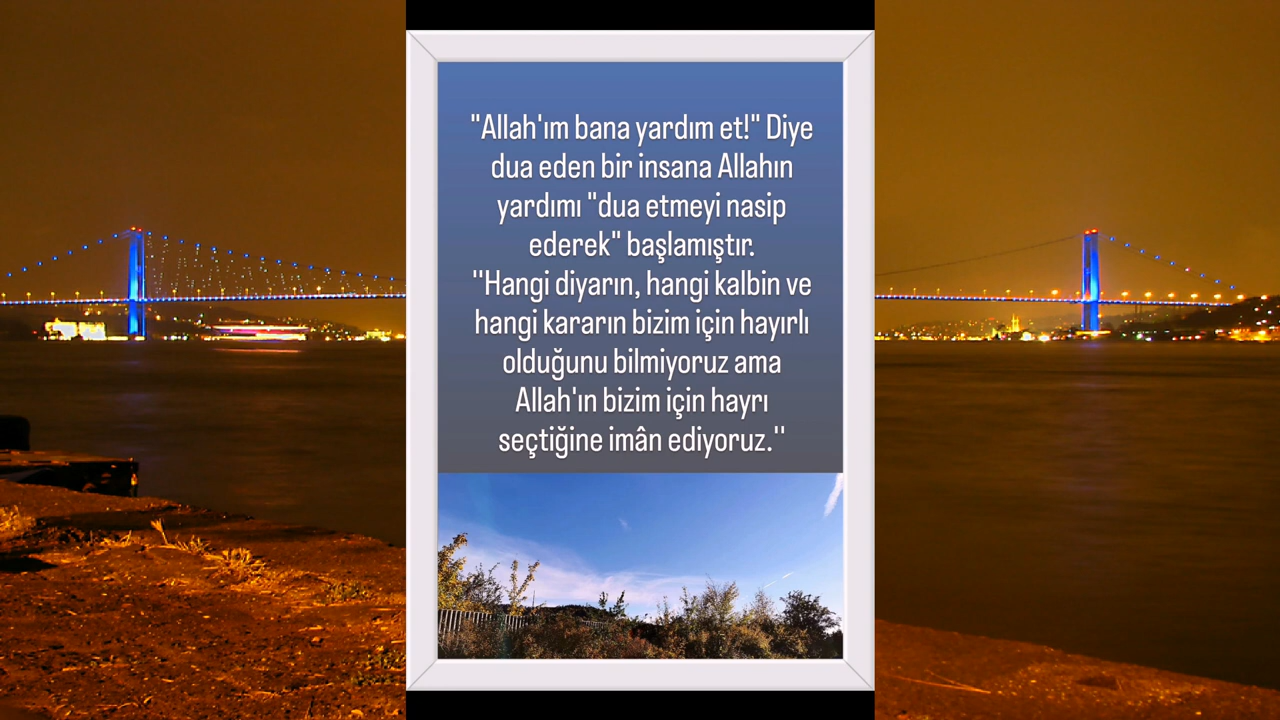 "Allah'ım bana yardım et!" Diye
dua eden bir insana Allahın
yardımı "dua etmeyi nasip
ederek" başlamıştır.
''Hangi diyarın, hangi kalbin ve
hangi kararın bizim için hayırlı
olduğunu bilmiyoruz ama
Allah'ın bizim için hayrı
seçtiğine imân ediyoruz.''